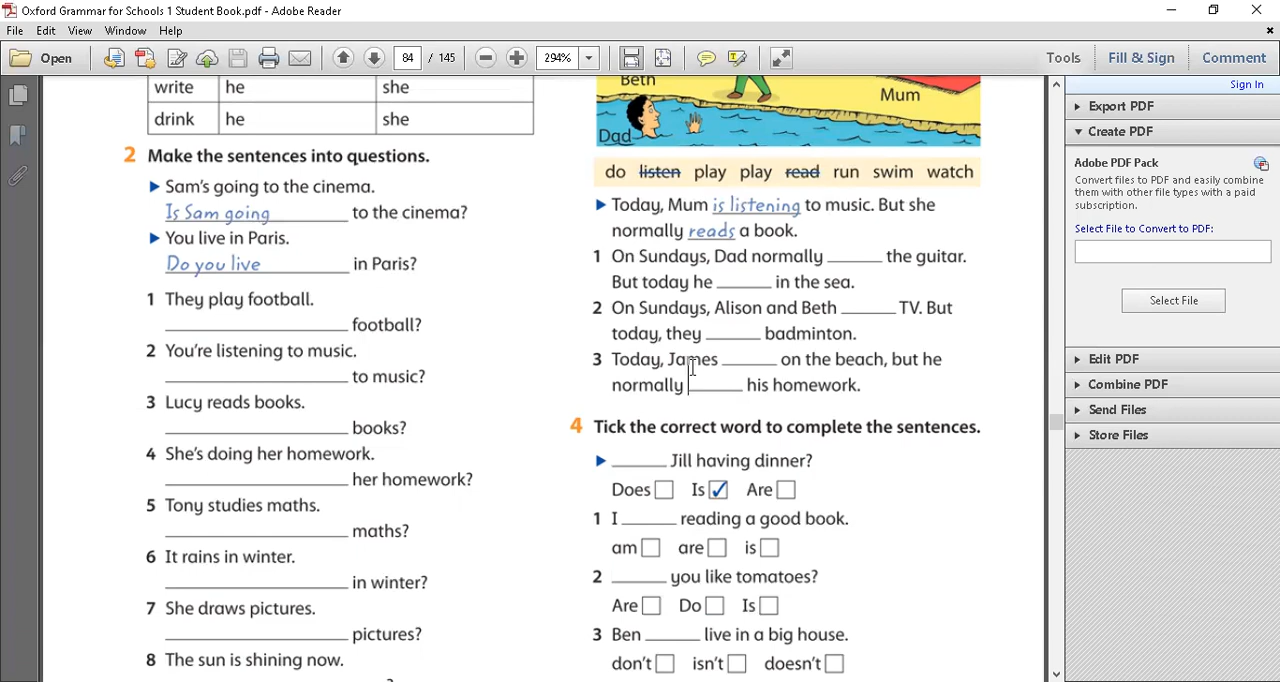 Oxford Grammar for Schools 1 Student Book.pdf - Adobe Reader
File Edit View Window Help
Open 84 / 145 294% Tools Fill & Sign Comment
write he she
drink he she
2 Make the sentences into questions.
Sam's going to the cinema.
Is Sam going to the cinema?
You live in Paris.
Do you live in Paris?
1 They play football.
football?
2 You're listening to music.
to music?
3 Lucy reads books.
books?
4 She's doing her homework.
her homework?
5 Tony studies maths.
maths?
6 It rains in winter.
in winter?
7 She draws pictures.
pictures?
8 The sun is shining now.
Beth
Mum
Dad
do listen play play read run swim watch
Today, Mum is listening to music. But she
normally reads a book.
1 On Sundays, Dad normally ______ the guitar.
But today he ______ in the sea.
2 On Sundays, Alison and Beth ______ TV. But
today, they ______ badminton.
3 Today, James ______ on the beach, but he
normally ______ his homework.
4 Tick the correct word to complete the sentences.
______ Jill having dinner?
Does Is ✓ Are
1 I ______ reading a good book.
am are is
2 ______ you like tomatoes?
Are Do Is
3 Ben ______ live in a big house.
don't isn't doesn't
Sign In
Export PDF
Create PDF
Adobe PDF Pack
Convert files to PDF and easily combine
them with other file types with a paid
subscription.
Select File to Convert to PDF:
Select File
Edit PDF
Combine PDF
Send Files
Store Files